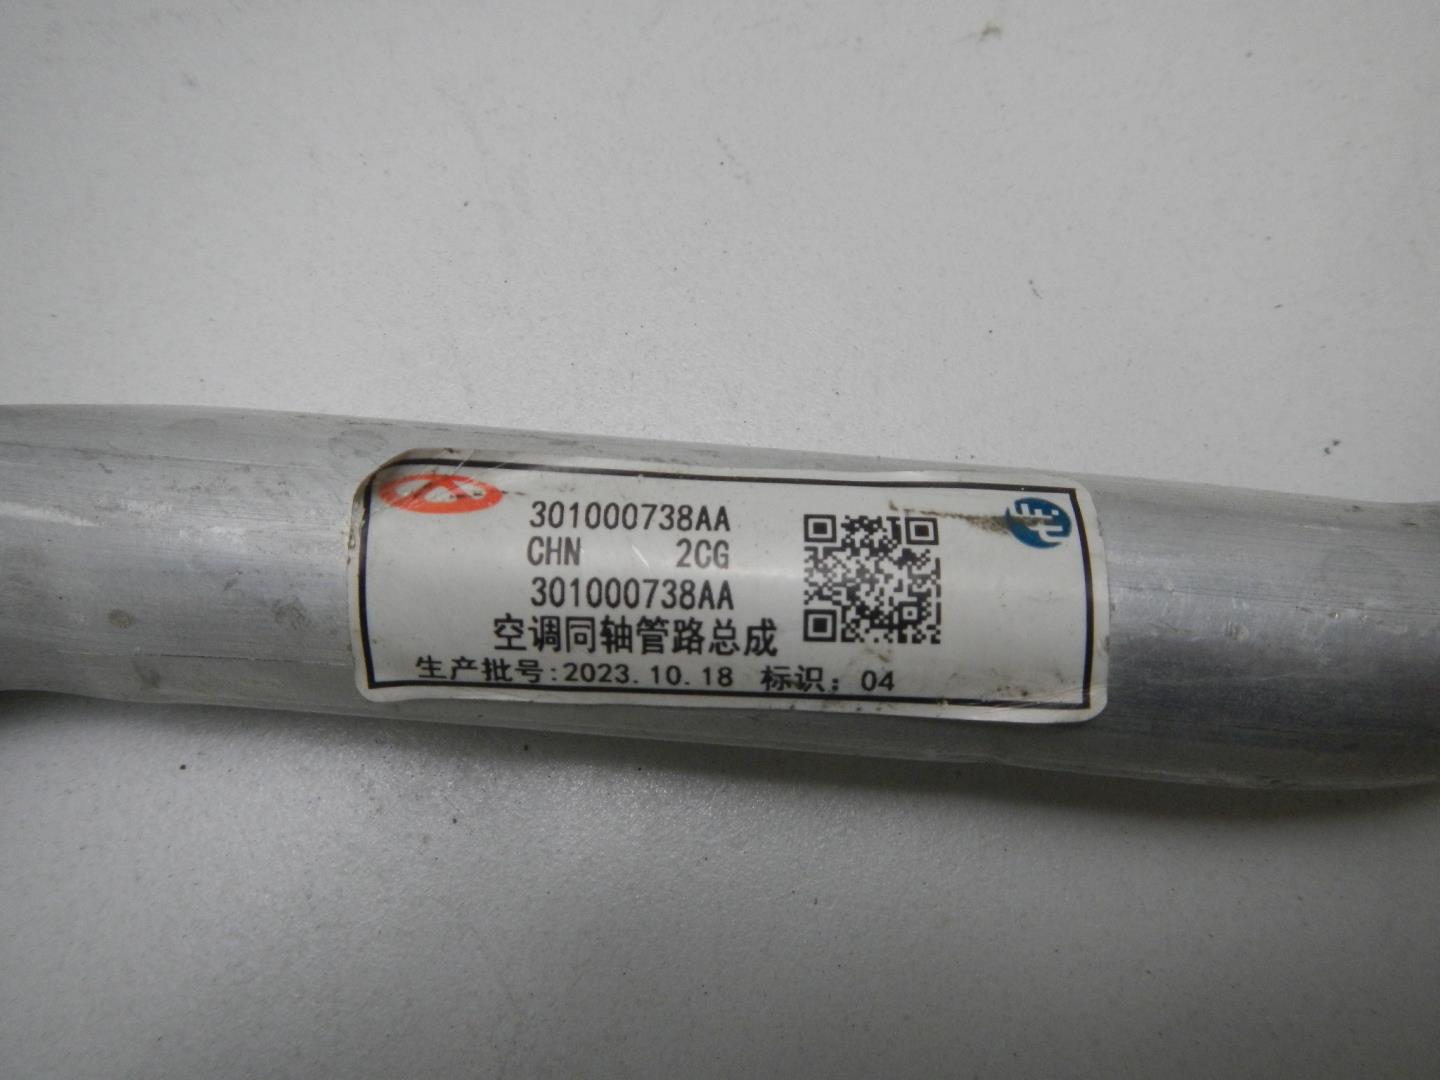 301000738AA
CHN 2CG
301000738AA
空调同轴管路总成
生产批号:2023.10.18 标识: 04